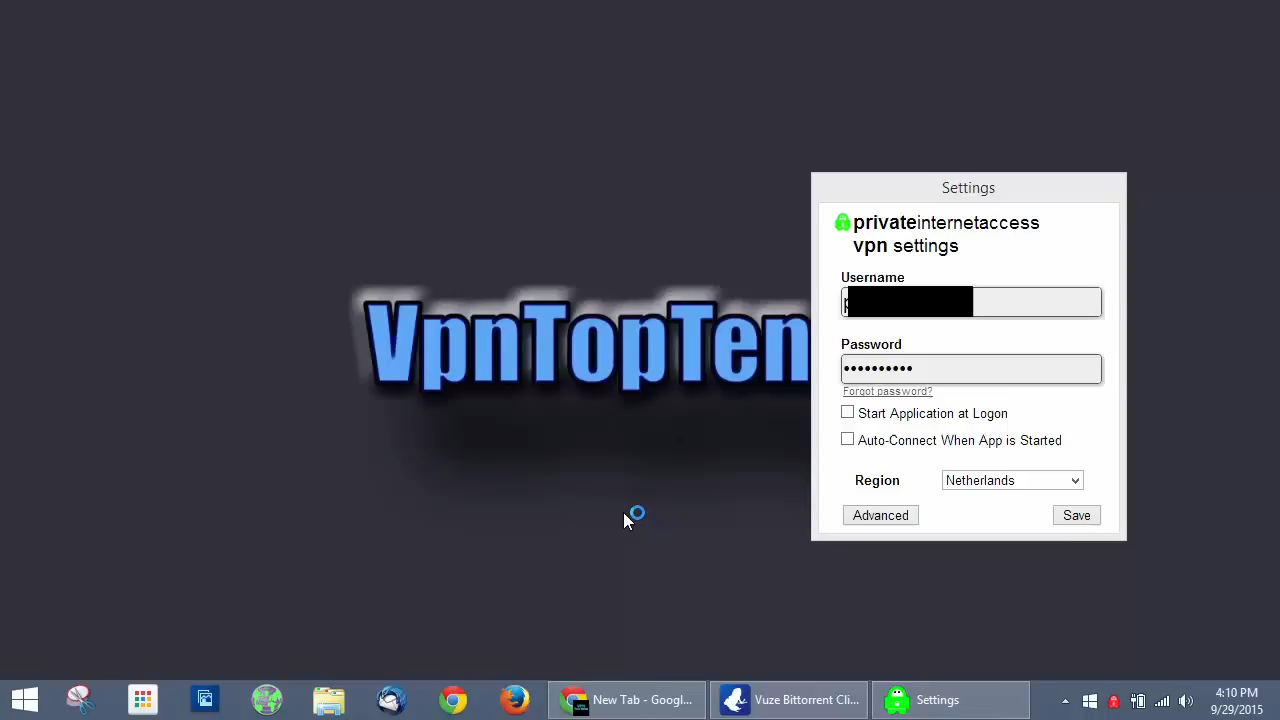 Settings
privateinternetaccess
vpn settings
Username
p
VpnTopTen
Password
••••••••••
Forgot password?
Start Application at Logon
Auto-Connect When App is Started
Region Netherlands
Advanced Save
New Tab - Googl...
Vuze Bittorrent Cli...
Settings
4:10 PM
9/29/2015